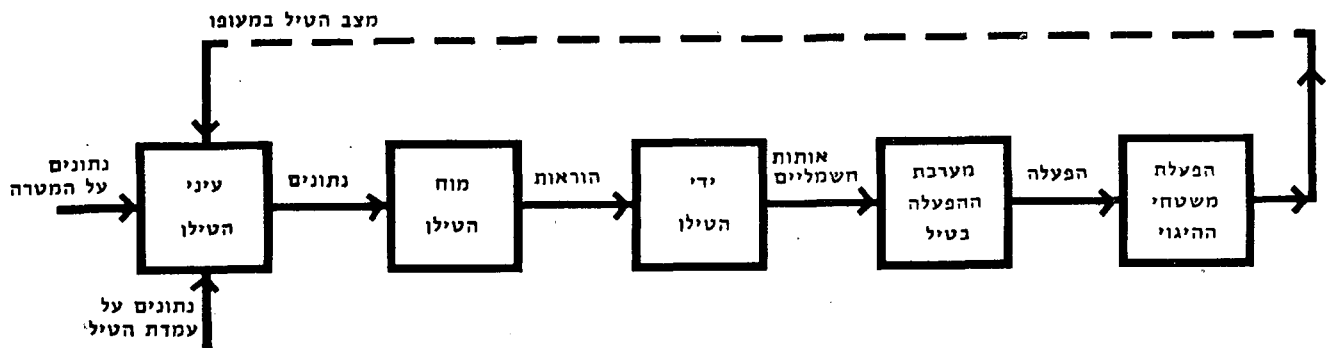 מצב הטיל במעופו
נתונים
על המטרה
עיני
הטילן
נתונים
מוח
הטילן
הוראות
ידי
הטילן
אותות
חשמליים
מערכת
ההפעלה
בטיל
הפעלה
הפעלת
משטחי
ההיגוי
נתונים על
עמדת הטיל